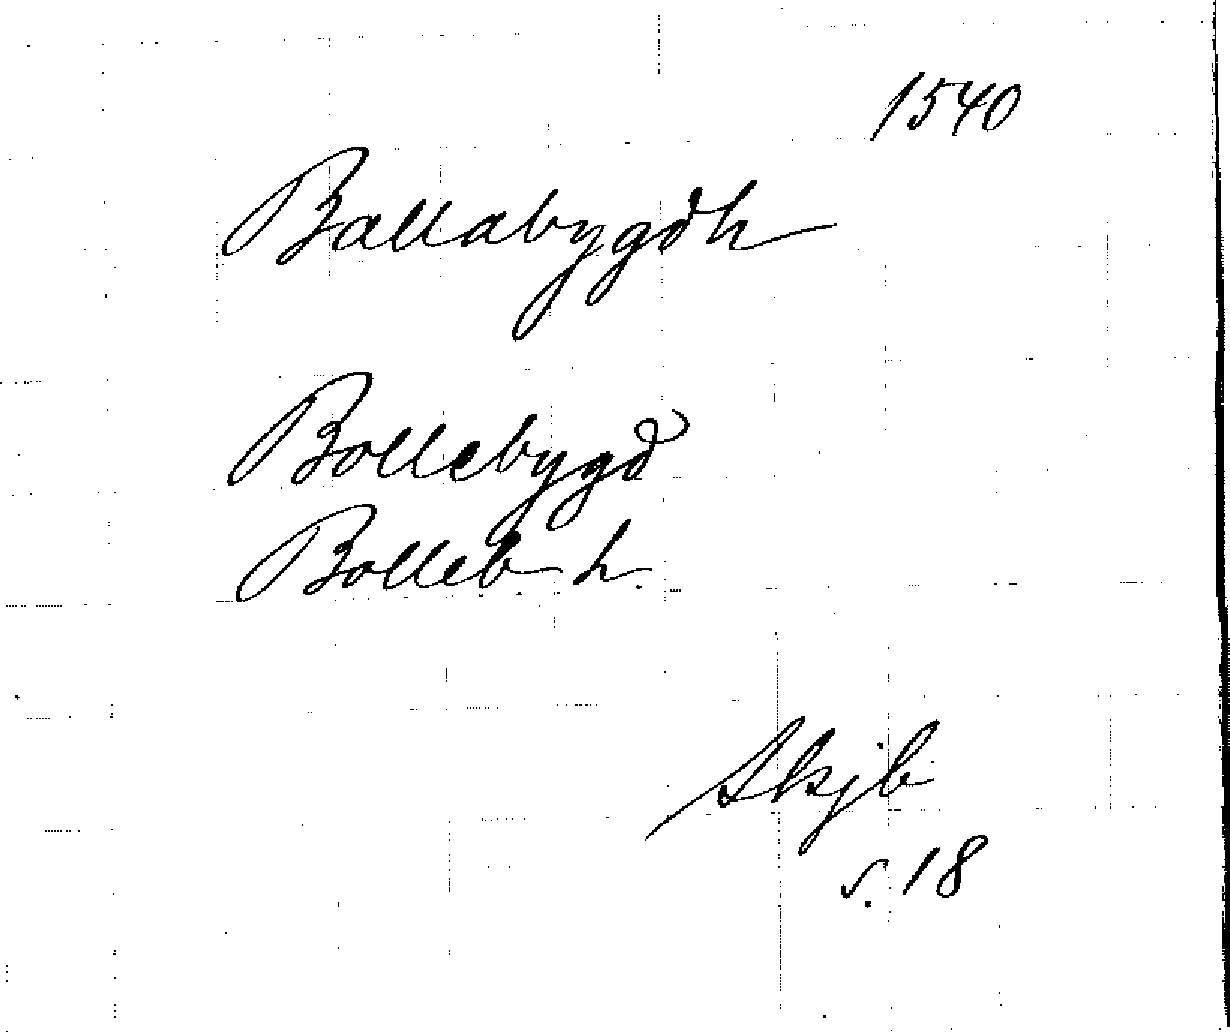 1540
Ballabygdh
Bollebygd
Bolleb. h.
Skjb
s. 18